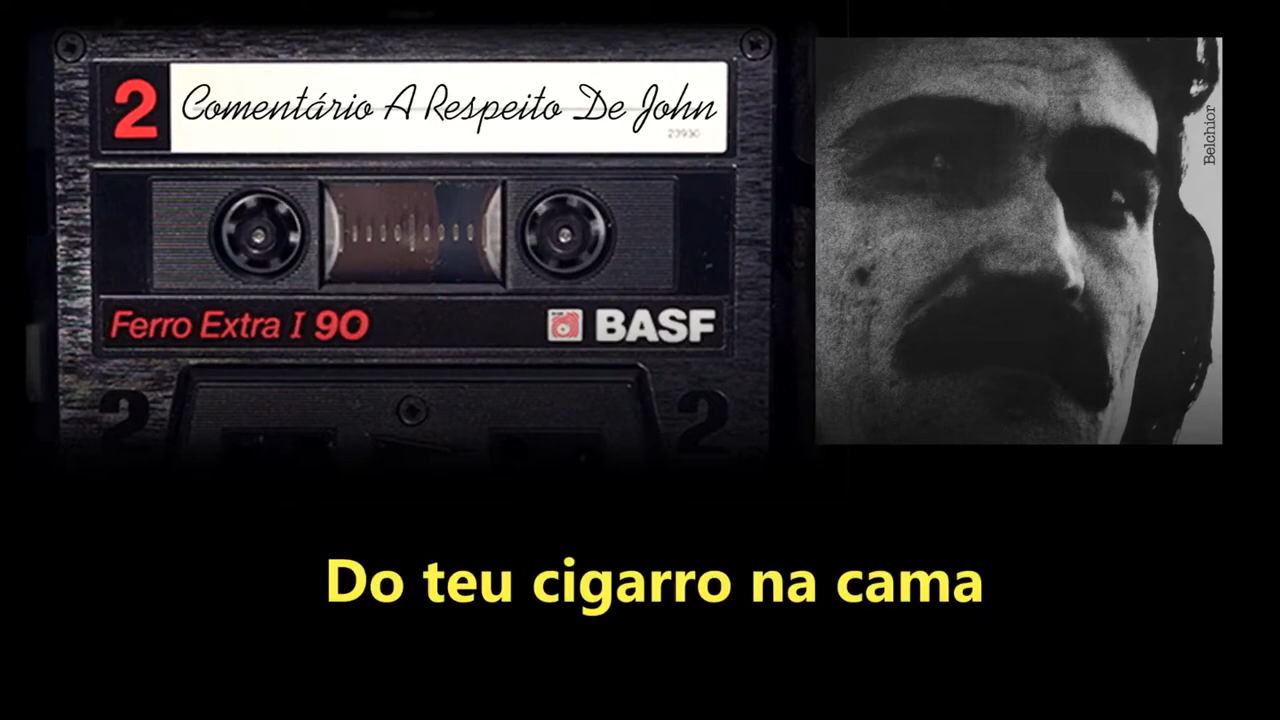 2
Comentário A Respeito De John
23930
Ferro Extra I 90
BASF
2
2
Belchior
Do teu cigarro na cama